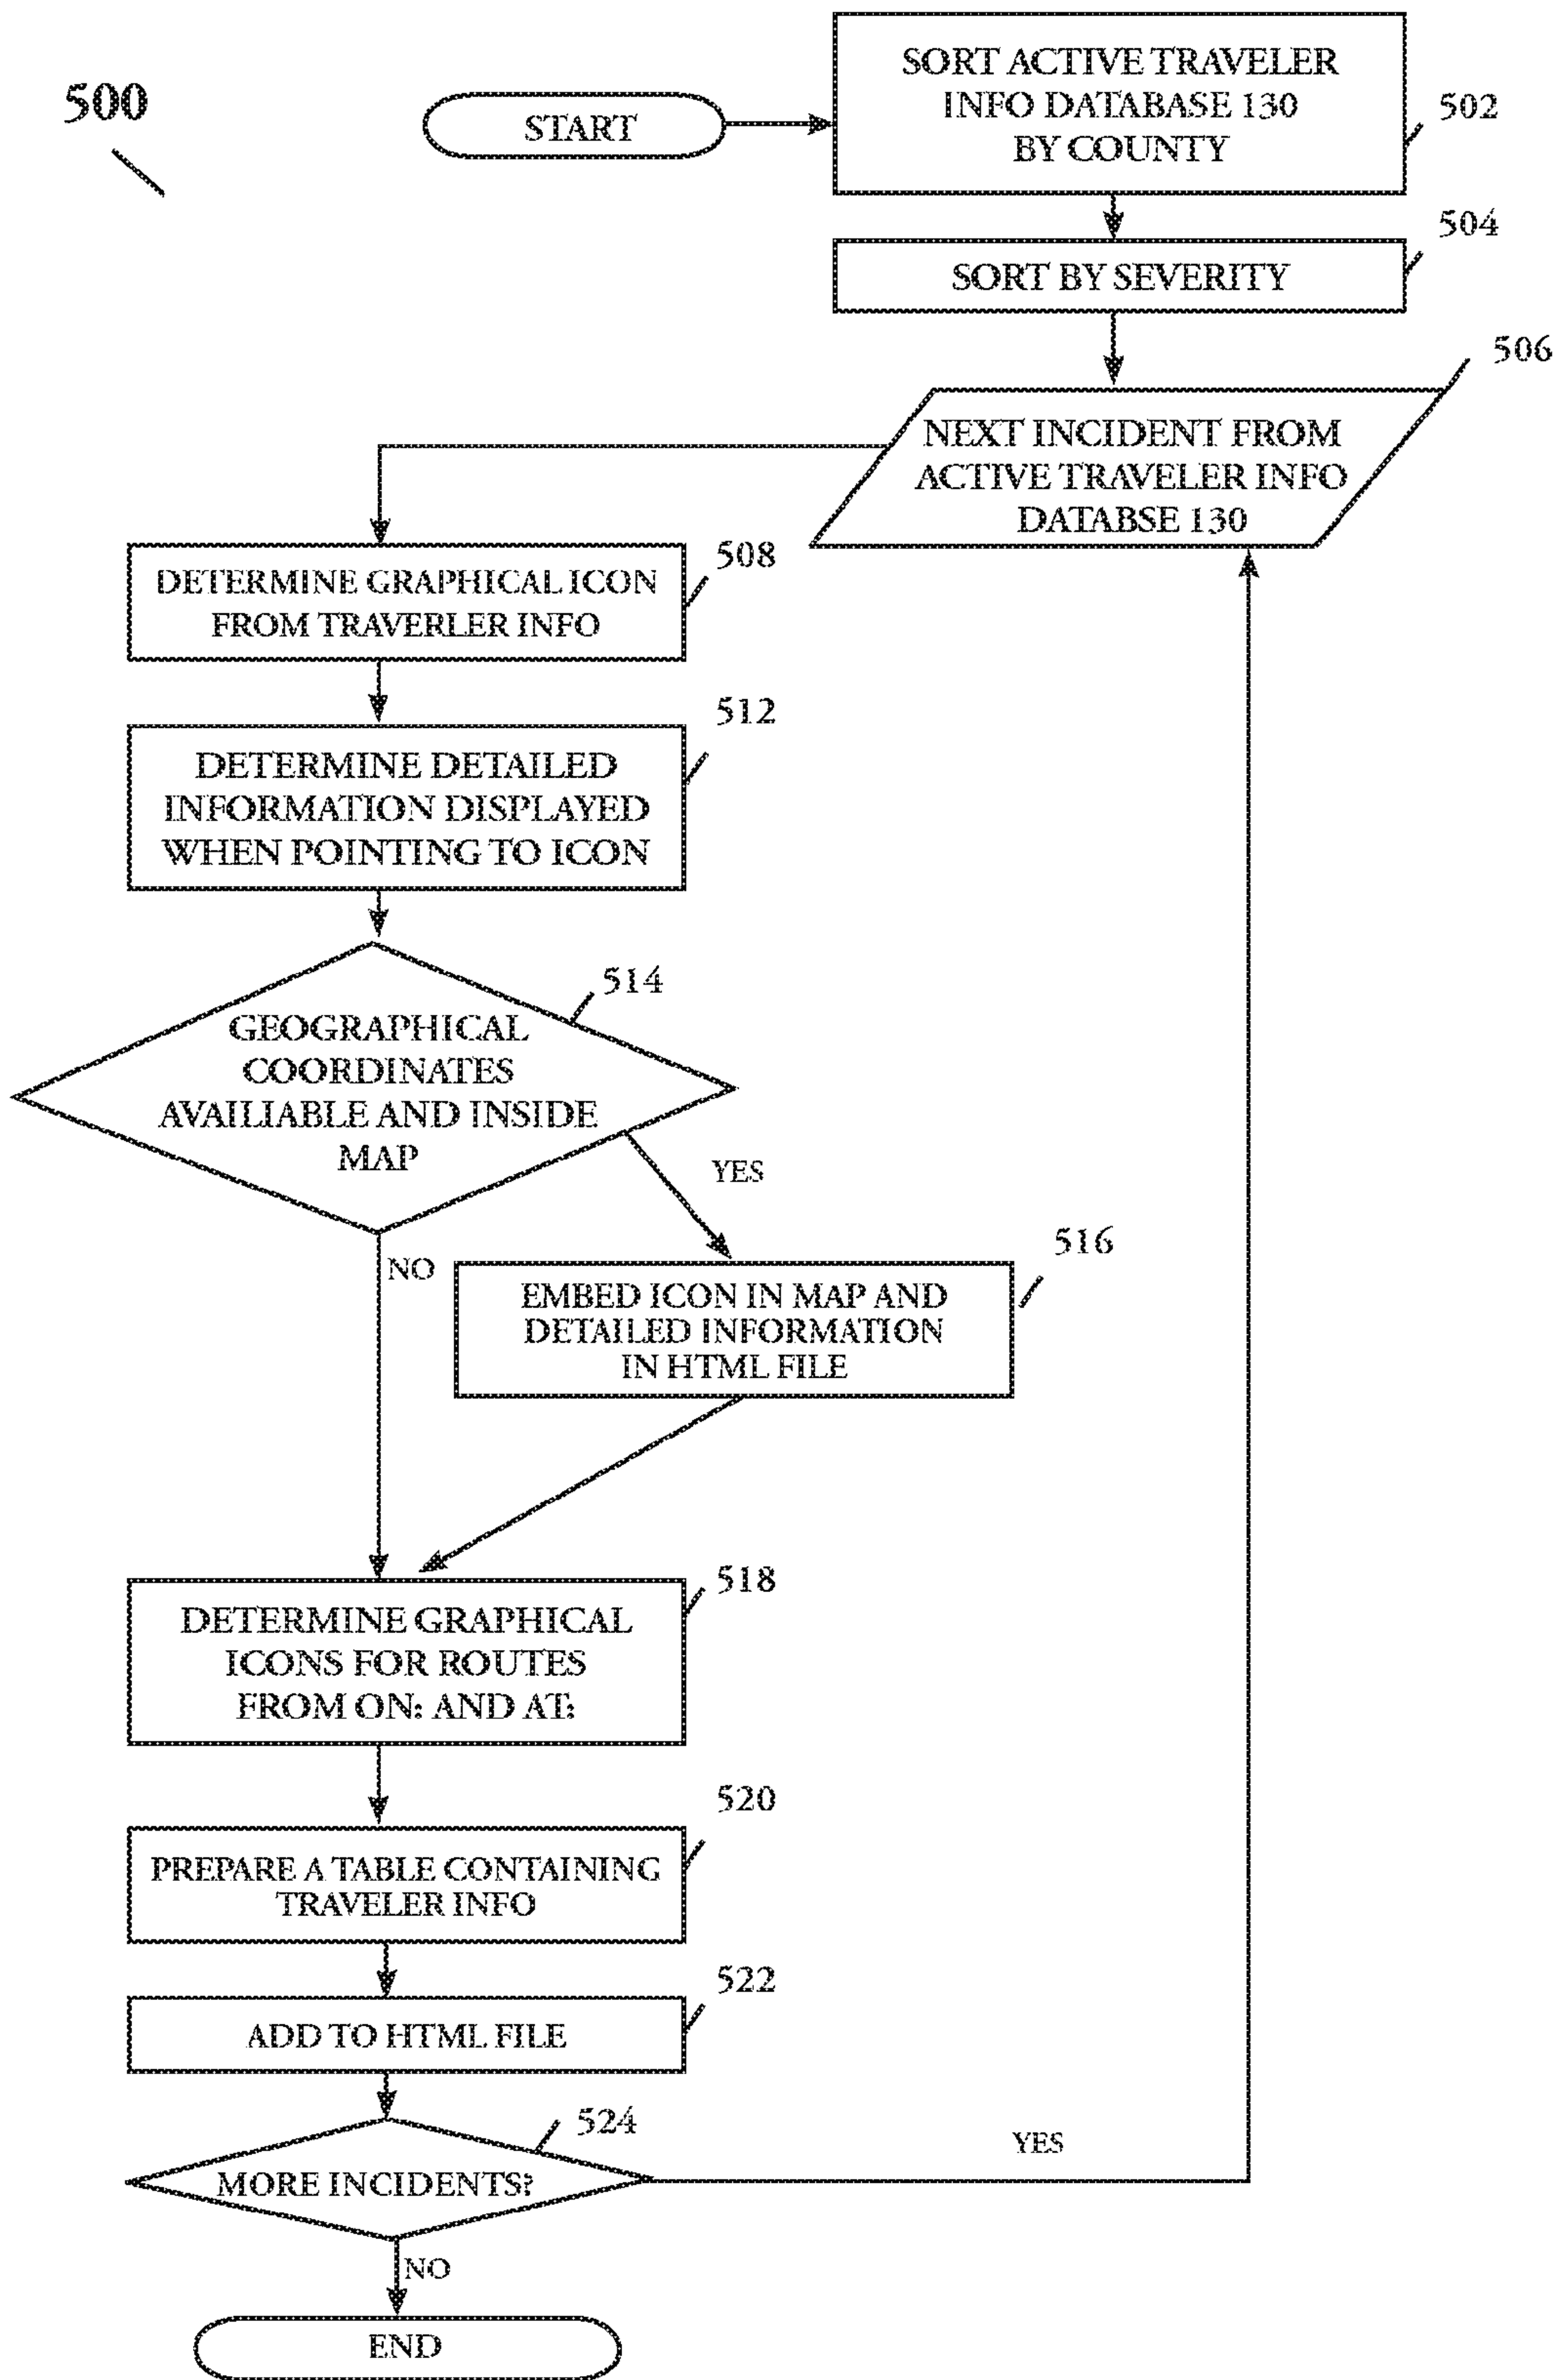 500
START
SORT ACTIVE TRAVELER
INFO DATABASE 130
BY COUNTY
502
504
SORT BY SEVERITY
506
NEXT INCIDENT FROM
ACTIVE TRAVELER INFO
DATABSE 130
508
DETERMINE GRAPHICAL ICON
FROM TRAVERLER INFO
512
DETERMINE DETAILED
INFORMATION DISPLAYED
WHEN POINTING TO ICON
514
GEOGRAPHICAL
COORDINATES
AVAILIABLE AND INSIDE
MAP
YES
NO
516
EMBED ICON IN MAP AND
DETAILED INFORMATION
IN HTML FILE
518
DETERMINE GRAPHICAL
ICONS FOR ROUTES
FROM ON: AND AT:
520
PREPARE A TABLE CONTAINING
TRAVELER INFO
522
ADD TO HTML FILE
524
MORE INCIDENTS?
YES
NO
END